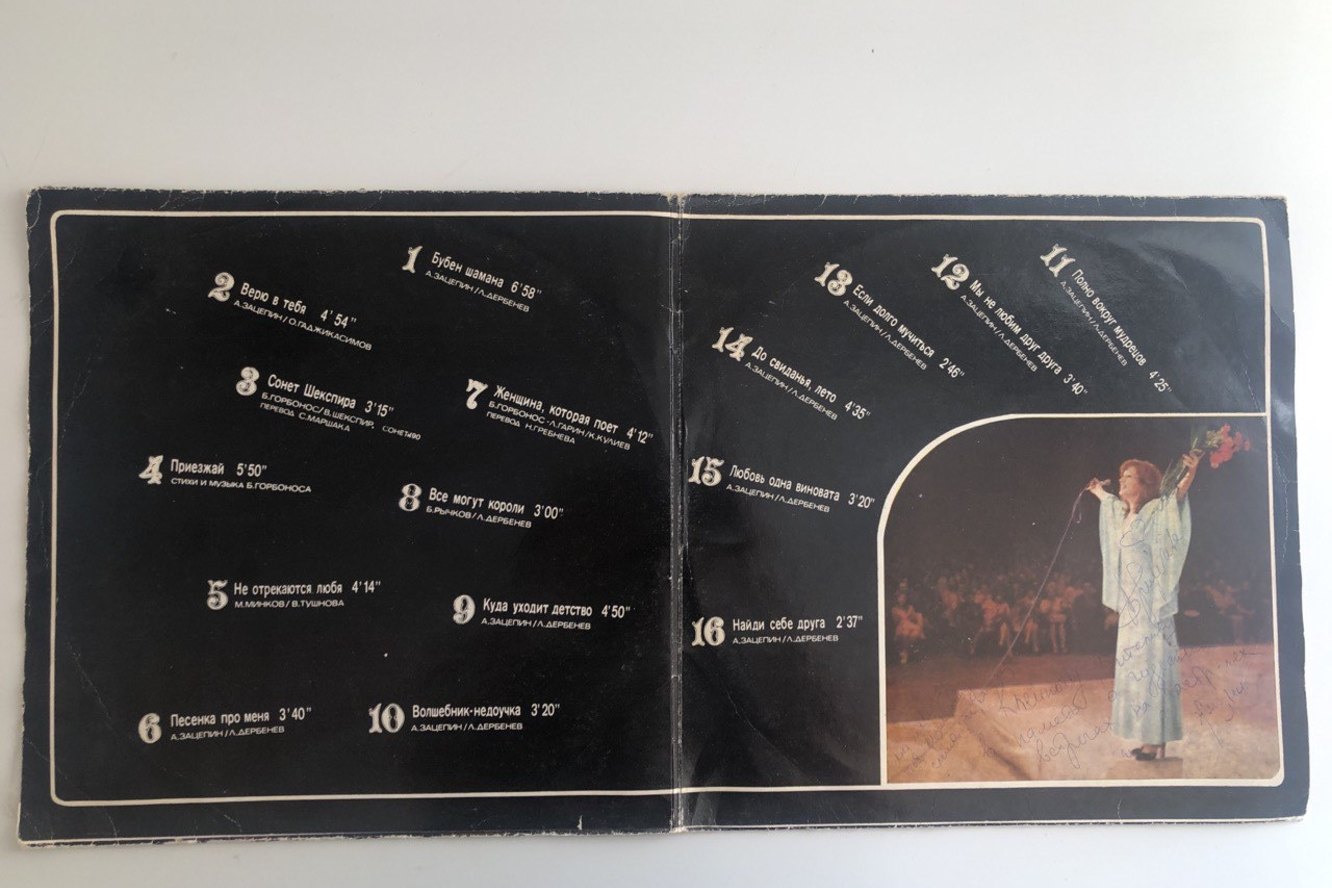 1 Бубен шамана 6'58"
А.ЗАЦЕПИН/Л.ДЕРБЕНЕВ
2 Верю в тебя 4'54"
А.ЗАЦЕПИН/О.ГАДЖИКАСИМОВ
3 Сонет Шекспира 3'15"
Б.ГОРБОНОС/В.ШЕКСПИР, СОНЕТ №90
ПЕРЕВОД С.МАРШАКА
4 Приезжай 5'50"
СТИХИ И МУЗЫКА Б.ГОРБОНОСА
5 Не отрекаются любя 4'14"
М.МИНКОВ/В.ТУШНОВА
6 Песенка про меня 3'40"
А.ЗАЦЕПИН/Л.ДЕРБЕНЕВ
7 Женщина, которая поет 4'12"
Б.ГОРБОНОС-Л.ГАРИН/К.КУЛИЕВ
ПЕРЕВОД Н.ГРЕБНЕВА
8 Все могут короли 3'00"
Б.РЫЧКОВ/Л.ДЕРБЕНЕВ
9 Куда уходит детство 4'50"
А.ЗАЦЕПИН/Л.ДЕРБЕНЕВ
10 Волшебник-недоучка 3'20"
А.ЗАЦЕПИН/Л.ДЕРБЕНЕВ
11 Полно вокруг мудрецов 4'25"
А.ЗАЦЕПИН/Л.ДЕРБЕНЕВ
12 Мы не любим друг друга 3'40"
А.ЗАЦЕПИН/Л.ДЕРБЕНЕВ
13 Если долго мучиться 2'46"
А.ЗАЦЕПИН/Л.ДЕРБЕНЕВ
14 До свиданья, лето 4'35"
А.ЗАЦЕПИН/Л.ДЕРБЕНЕВ
15 Любовь одна виновата 3'20"
А.ЗАЦЕПИН/Л.ДЕРБЕНЕВ
16 Найди себе друга 2'37"
А.ЗАЦЕПИН/Л.ДЕРБЕНЕВ